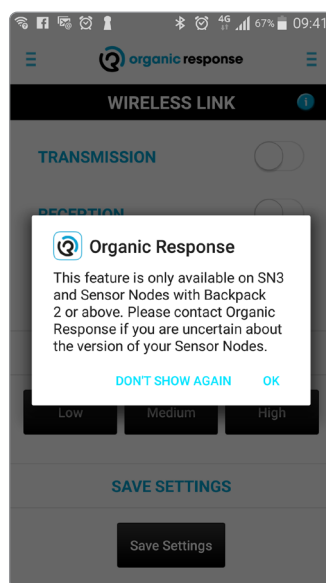 4G 67% 09:41
organic response
WIRELESS LINK
TRANSMISSION
RECEPTION
Organic Response
This feature is only available on SN3
and Sensor Nodes with Backpack
2 or above. Please contact Organic
Response if you are uncertain about
the version of your Sensor Nodes.
DON'T SHOW AGAIN OK
Low Medium High
SAVE SETTINGS
Save Settings